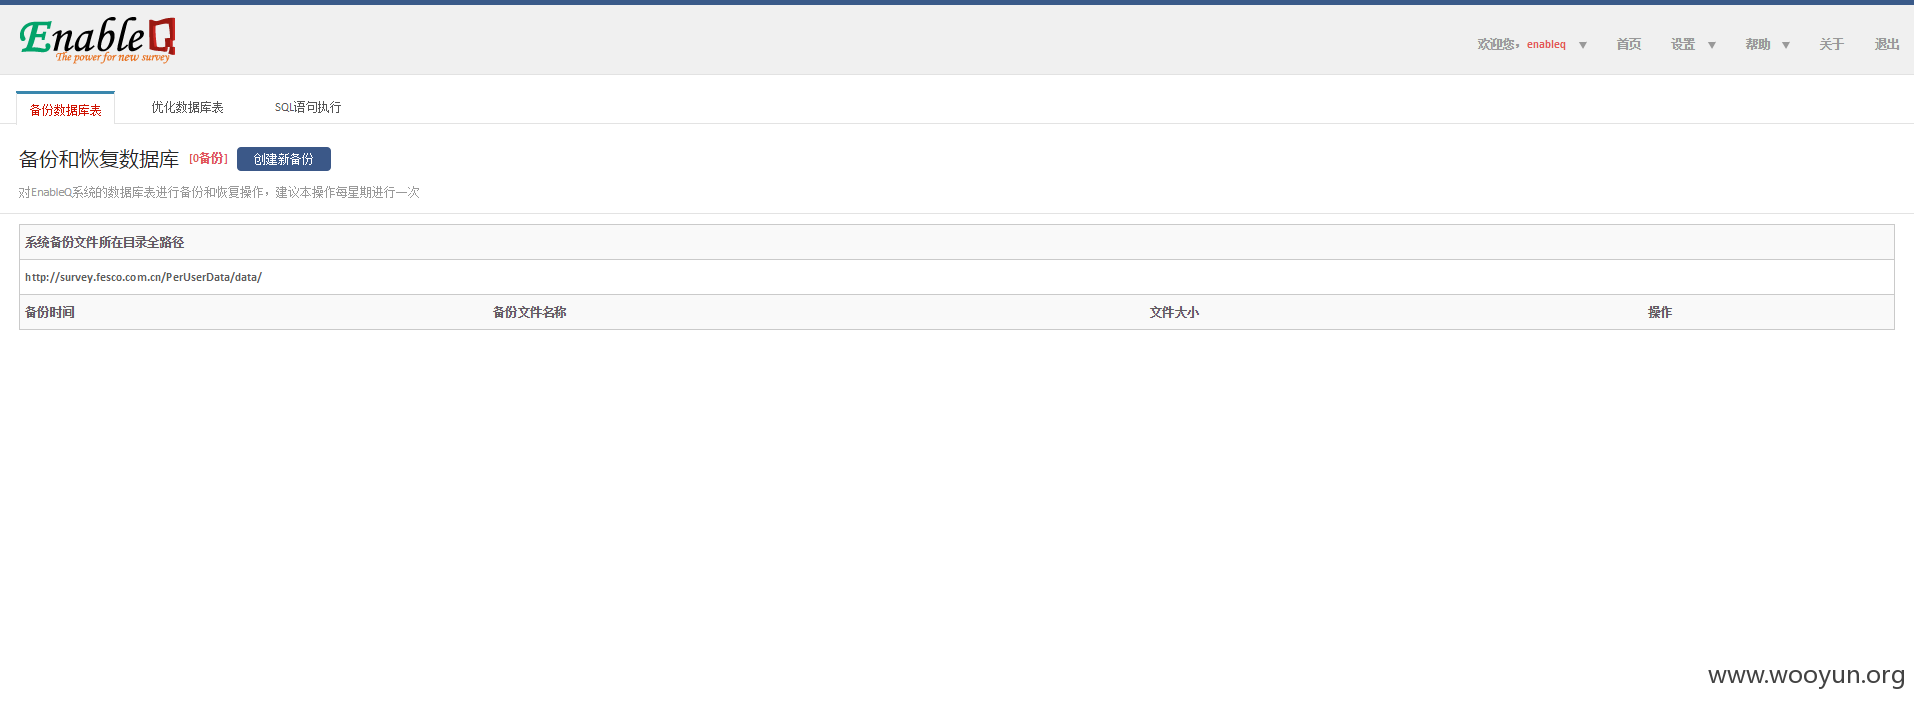 EnableQ
The power for new survey
欢迎您，enableq ▼ 首页 设置 ▼ 帮助 ▼ 关于 退出
备份数据库表 优化数据库表 SQL语句执行
备份和恢复数据库 [0备份] 创建新备份
对EnableQ系统的数据库表进行备份和恢复操作，建议本操作每星期进行一次
系统备份文件所在目录全路径
http://survey.fesco.com.cn/PerUserData/data/
备份时间 备份文件名称 文件大小 操作
www.wooyun.org